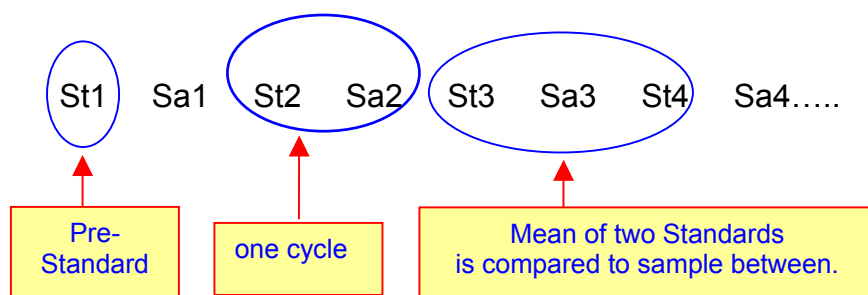 St1 Sa1 St2 Sa2 St3 Sa3 St4 Sa4…..
Pre-
Standard
one cycle
Mean of two Standards
is compared to sample between.